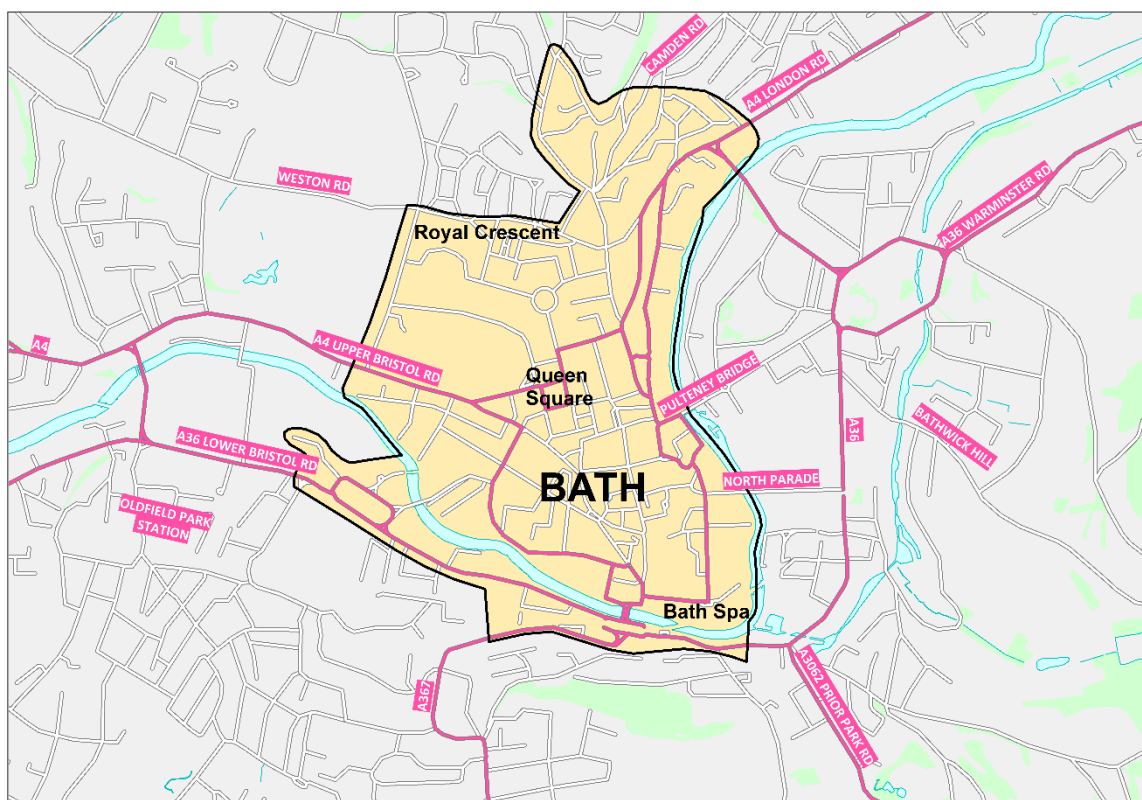 CAMDEN RD
A4 LONDON RD
WESTON RD
A36 WARMINSTER RD
Royal Crescent
A4
A4 UPPER BRISTOL RD
Queen
Square
PULTENEY BRIDGE
A36
BATHWICK HILL
A36 LOWER BRISTOL RD
BATH
NORTH PARADE
OLDFIELD PARK
STATION
Bath Spa
A367
A3062 PRIOR PARK RD